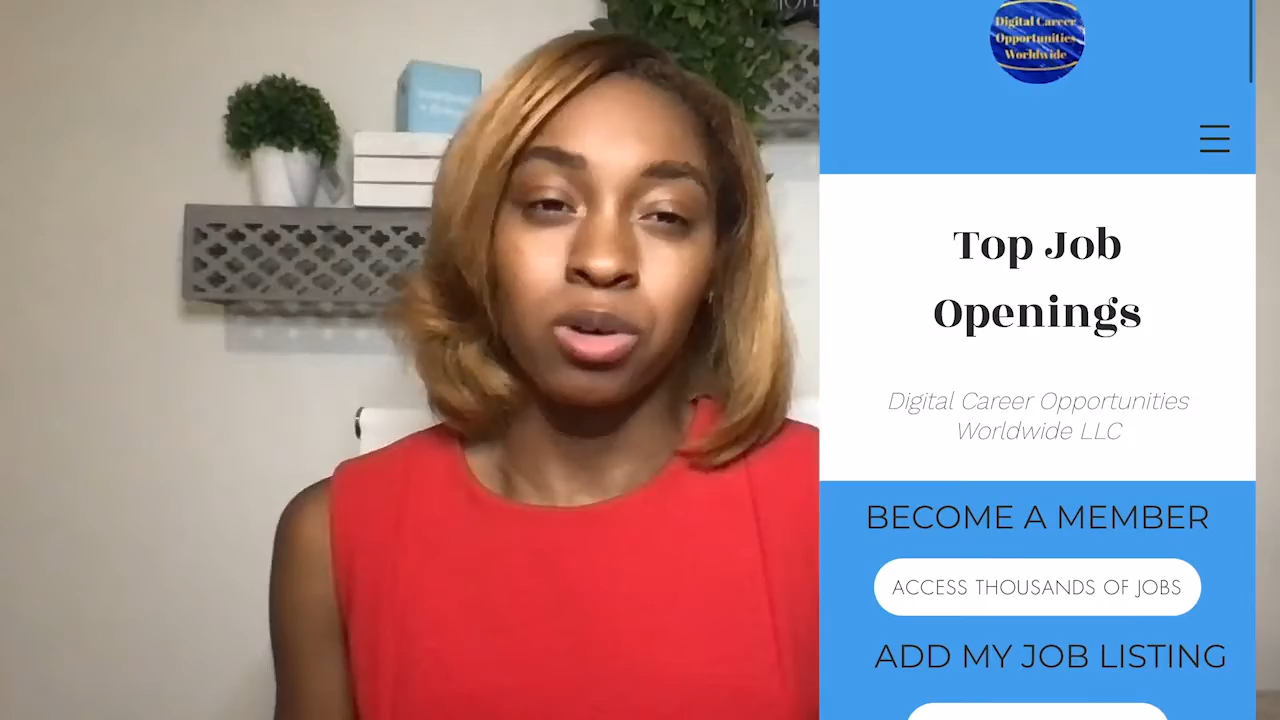 Digital Career
Opportunities
Worldwide
Top Job
Openings
Digital Career Opportunities
Worldwide LLC
BECOME A MEMBER
ACCESS THOUSANDS OF JOBS
ADD MY JOB LISTING